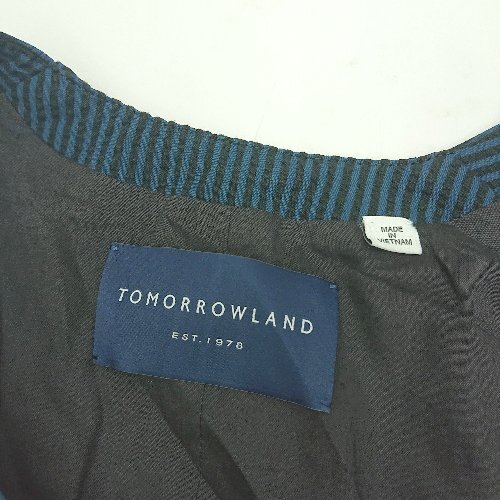 MADE
IN
VIETNAM
TOMORROWLAND
EST. 1978